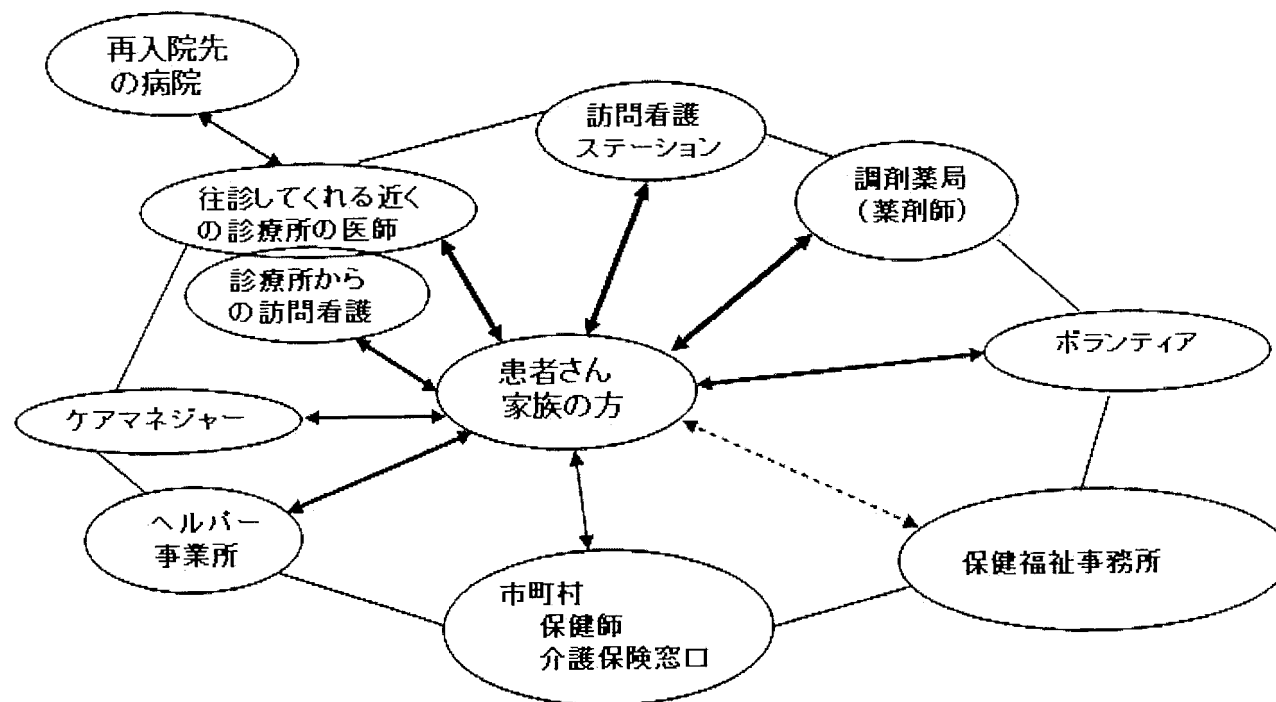 再入院先
の病院
訪問看護
ステーション
調剤薬局
(薬剤師)
往診してくれる近く
の診療所の医師
診療所から
の訪問看護
ボランティア
患者さん
家族の方
ケアマネジャー
ヘルパー
事業所
保健福祉事務所
市町村
保健師
介護保険窓口